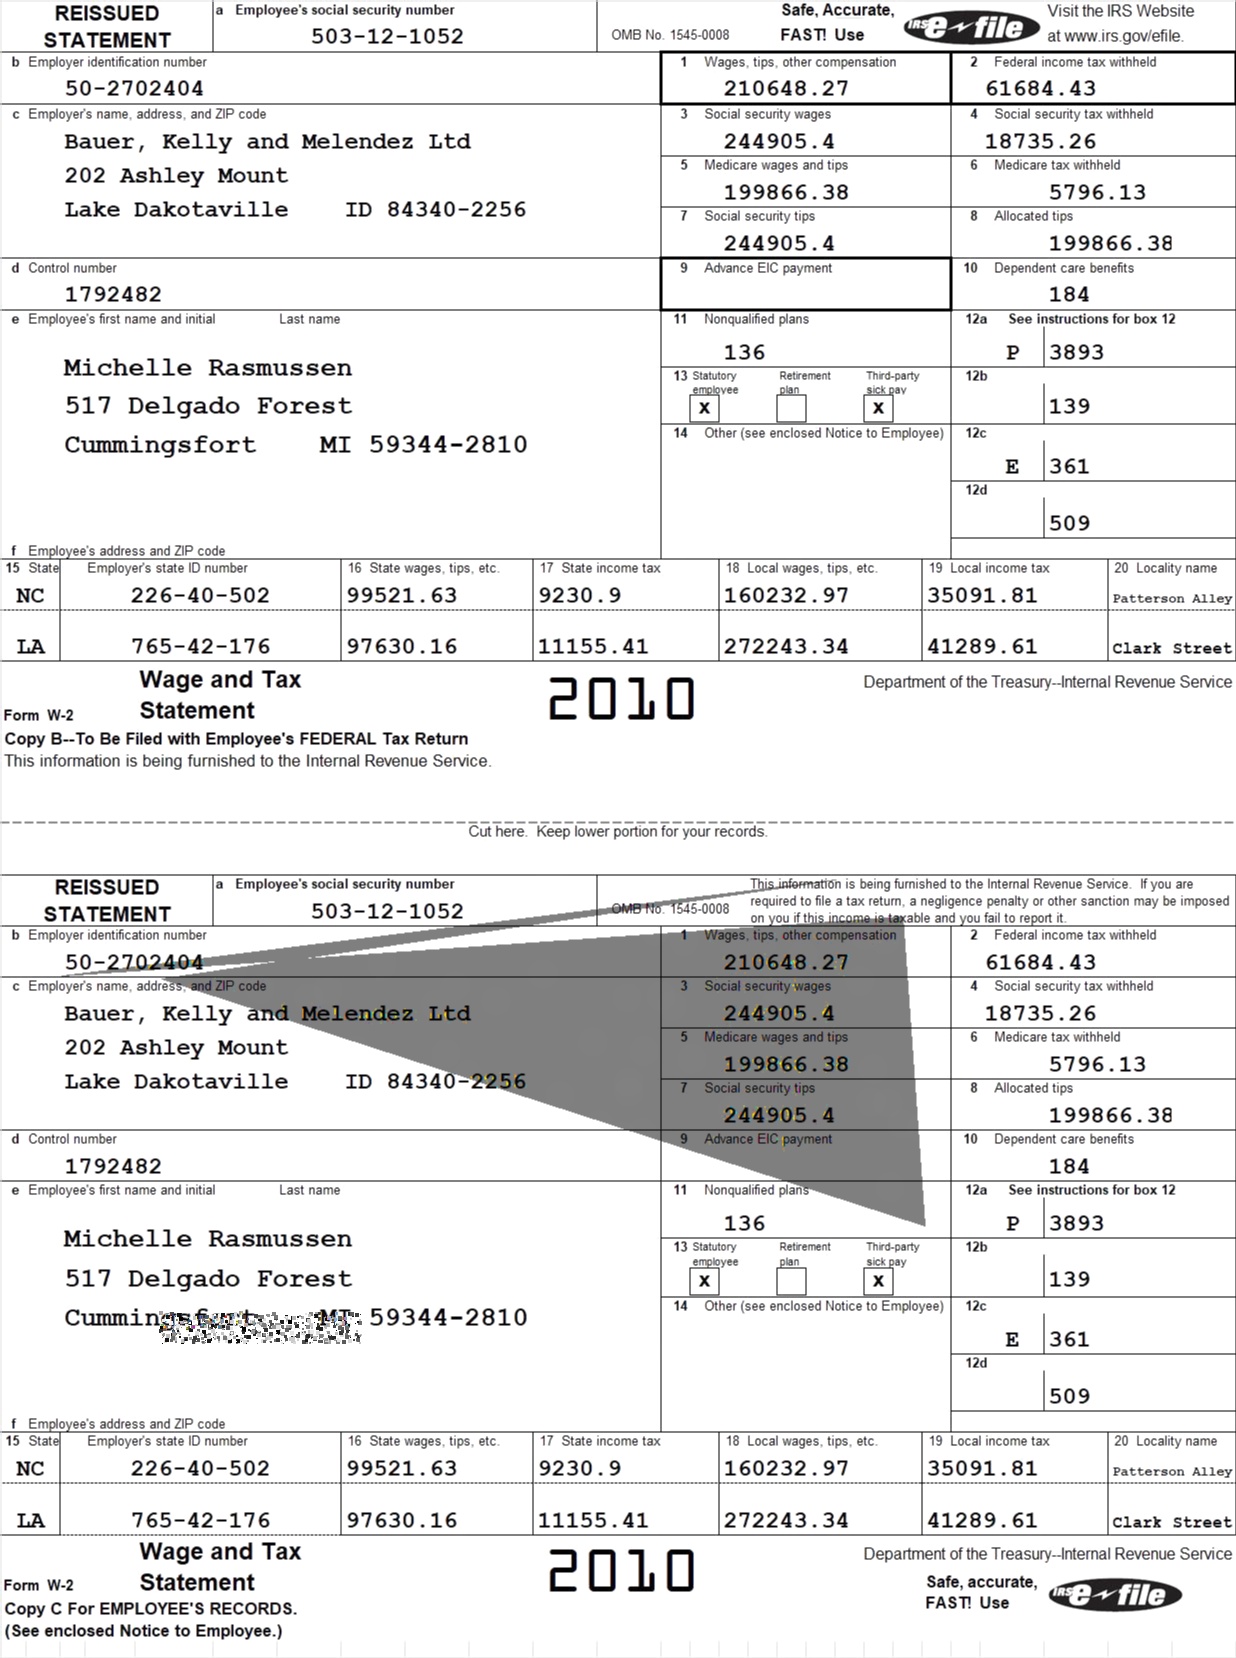 REISSUED STATEMENT
a Employee's social security number
503-12-1052
OMB No. 1545-0008
Safe, Accurate, FAST! Use
IRS e-file
Visit the IRS Website at www.irs.gov/efile.
b Employer identification number
50-2702404
1 Wages, tips, other compensation
210648.27
2 Federal income tax withheld
61684.43
c Employer's name, address, and ZIP code
Bauer, Kelly and Melendez Ltd
202 Ashley Mount
Lake Dakotaville ID 84340-2256
3 Social security wages
244905.4
4 Social security tax withheld
18735.26
5 Medicare wages and tips
199866.38
6 Medicare tax withheld
5796.13
7 Social security tips
244905.4
8 Allocated tips
199866.38
d Control number
1792482
9 Advance EIC payment
10 Dependent care benefits
184
e Employee's first name and initial Last name
Michelle Rasmussen
517 Delgado Forest
Cummingsfort MI 59344-2810
11 Nonqualified plans
136
12a See instructions for box 12
P 3893
13 Statutory employee Retirement plan Third-party sick pay
X X
12b
139
14 Other (see enclosed Notice to Employee)
12c
E 361
12d
509
f Employee's address and ZIP code
15 State Employer's state ID number 16 State wages, tips, etc. 17 State income tax 18 Local wages, tips, etc. 19 Local income tax 20 Locality name
NC 226-40-502 99521.63 9230.9 160232.97 35091.81 Patterson Alley
LA 765-42-176 97630.16 11155.41 272243.34 41289.61 Clark Street
Form W-2 Wage and Tax Statement
2010
Department of the Treasury--Internal Revenue Service
Copy B--To Be Filed with Employee's FEDERAL Tax Return
This information is being furnished to the Internal Revenue Service.
Cut here. Keep lower portion for your records.
REISSUED STATEMENT
a Employee's social security number
503-12-1052
OMB No. 1545-0008
This information is being furnished to the Internal Revenue Service. If you are
required to file a tax return, a negligence penalty or other sanction may be imposed
on you if this income is taxable and you fail to report it.
b Employer identification number
50-2702404
1 Wages, tips, other compensation
210648.27
2 Federal income tax withheld
61684.43
c Employer's name, address, and ZIP code
Bauer, Kelly and Melendez Ltd
202 Ashley Mount
Lake Dakotaville ID 84340-2256
3 Social security wages
244905.4
4 Social security tax withheld
18735.26
5 Medicare wages and tips
199866.38
6 Medicare tax withheld
5796.13
7 Social security tips
244905.4
8 Allocated tips
199866.38
d Control number
1792482
9 Advance EIC payment
10 Dependent care benefits
184
e Employee's first name and initial Last name
Michelle Rasmussen
517 Delgado Forest
Cummingsfort MI 59344-2810
11 Nonqualified plans
136
12a See instructions for box 12
P 3893
13 Statutory employee Retirement plan Third-party sick pay
X X
12b
139
14 Other (see enclosed Notice to Employee)
12c
E 361
12d
509
f Employee's address and ZIP code
15 State Employer's state ID number 16 State wages, tips, etc. 17 State income tax 18 Local wages, tips, etc. 19 Local income tax 20 Locality name
NC 226-40-502 99521.63 9230.9 160232.97 35091.81 Patterson Alley
LA 765-42-176 97630.16 11155.41 272243.34 41289.61 Clark Street
Form W-2 Wage and Tax Statement
2010
Department of the Treasury--Internal Revenue Service
Safe, accurate, FAST! Use
IRS e-file
Copy C For EMPLOYEE'S RECORDS.
(See enclosed Notice to Employee.)